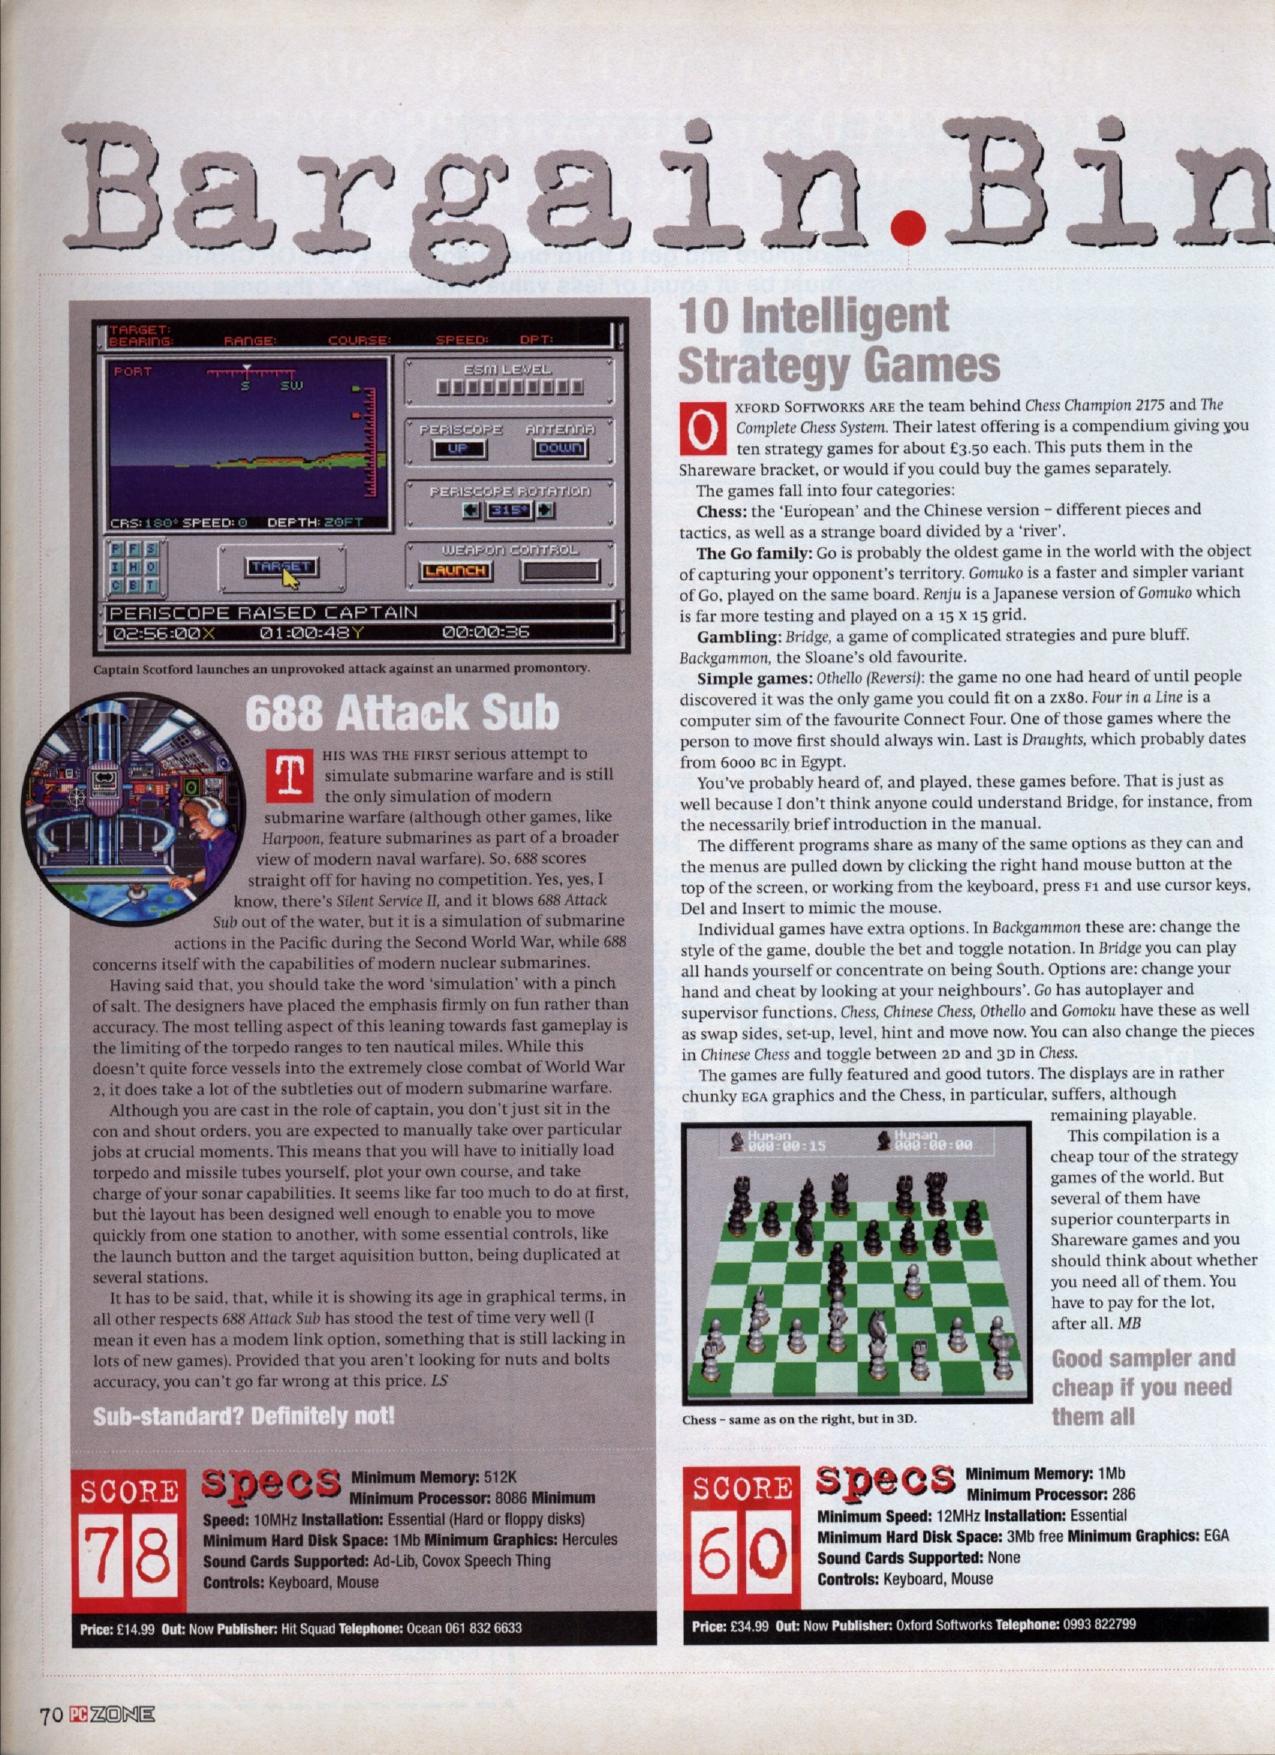 Bargain.Bin
TARGET:
BEARING: RANGE: COURSE: SPEED: DPT:
PORT
S SW
CRS:180° SPEED:0 DEPTH:20FT
ESM LEVEL
PERISCOPE ANTENNA
UP DOWN
PERISCOPE ROTATION
315°
WEAPON CONTROL
LAUNCH
P F S
I H O
C B T
TARGET
PERISCOPE RAISED CAPTAIN
02:56:00X 01:00:48Y 00:00:36
Captain Scotford launches an unprovoked attack against an unarmed promontory.
688 Attack Sub
THIS WAS THE FIRST serious attempt to
simulate submarine warfare and is still
the only simulation of modern
submarine warfare (although other games, like
Harpoon, feature submarines as part of a broader
view of modern naval warfare). So, 688 scores
straight off for having no competition. Yes, yes, I
know, there's Silent Service II, and it blows 688 Attack
Sub out of the water, but it is a simulation of submarine
actions in the Pacific during the Second World War, while 688
concerns itself with the capabilities of modern nuclear submarines.
Having said that, you should take the word 'simulation' with a pinch
of salt. The designers have placed the emphasis firmly on fun rather than
accuracy. The most telling aspect of this leaning towards fast gameplay is
the limiting of the torpedo ranges to ten nautical miles. While this
doesn't quite force vessels into the extremely close combat of World War
2, it does take a lot of the subtleties out of modern submarine warfare.
Although you are cast in the role of captain, you don't just sit in the
con and shout orders, you are expected to manually take over particular
jobs at crucial moments. This means that you will have to initially load
torpedo and missile tubes yourself, plot your own course, and take
charge of your sonar capabilities. It seems like far too much to do at first,
but the layout has been designed well enough to enable you to move
quickly from one station to another, with some essential controls, like
the launch button and the target aquisition button, being duplicated at
several stations.
It has to be said, that, while it is showing its age in graphical terms, in
all other respects 688 Attack Sub has stood the test of time very well (I
mean it even has a modem link option, something that is still lacking in
lots of new games). Provided that you aren't looking for nuts and bolts
accuracy, you can't go far wrong at this price. LS
Sub-standard? Definitely not!
SCORE
78
specs
Minimum Memory: 512K
Minimum Processor: 8086 Minimum
Speed: 10MHz Installation: Essential (Hard or floppy disks)
Minimum Hard Disk Space: 1Mb Minimum Graphics: Hercules
Sound Cards Supported: Ad-Lib, Covox Speech Thing
Controls: Keyboard, Mouse
Price: £14.99 Out: Now Publisher: Hit Squad Telephone: Ocean 061 832 6633
10 Intelligent
Strategy Games
OXFORD SOFTWORKS ARE the team behind Chess Champion 2175 and The
Complete Chess System. Their latest offering is a compendium giving you
ten strategy games for about £3.50 each. This puts them in the
Shareware bracket, or would if you could buy the games separately.
The games fall into four categories:
Chess: the 'European' and the Chinese version – different pieces and
tactics, as well as a strange board divided by a 'river'.
The Go family: Go is probably the oldest game in the world with the object
of capturing your opponent's territory. Gomuko is a faster and simpler variant
of Go, played on the same board. Renju is a Japanese version of Gomuko which
is far more testing and played on a 15 x 15 grid.
Gambling: Bridge, a game of complicated strategies and pure bluff.
Backgammon, the Sloane's old favourite.
Simple games: Othello (Reversi): the game no one had heard of until people
discovered it was the only game you could fit on a ZX80. Four in a Line is a
computer sim of the favourite Connect Four. One of those games where the
person to move first should always win. Last is Draughts, which probably dates
from 6000 BC in Egypt.
You've probably heard of, and played, these games before. That is just as
well because I don't think anyone could understand Bridge, for instance, from
the necessarily brief introduction in the manual.
The different programs share as many of the same options as they can and
the menus are pulled down by clicking the right hand mouse button at the
top of the screen, or working from the keyboard, press F1 and use cursor keys,
Del and Insert to mimic the mouse.
Individual games have extra options. In Backgammon these are: change the
style of the game, double the bet and toggle notation. In Bridge you can play
all hands yourself or concentrate on being South. Options are: change your
hand and cheat by looking at your neighbours'. Go has autoplayer and
supervisor functions. Chess, Chinese Chess, Othello and Gomoku have these as well
as swap sides, set-up, level, hint and move now. You can also change the pieces
in Chinese Chess and toggle between 2D and 3D in Chess.
The games are fully featured and good tutors. The displays are in rather
chunky EGA graphics and the Chess, in particular, suffers, although
remaining playable.
This compilation is a
cheap tour of the strategy
games of the world. But
several of them have
superior counterparts in
Shareware games and you
should think about whether
you need all of them. You
have to pay for the lot,
after all. MB
Good sampler and
cheap if you need
them all
Human Human
000:00:15 000:00:00
Chess – same as on the right, but in 3D.
SCORE
60
specs
Minimum Memory: 1Mb
Minimum Processor: 286
Minimum Speed: 12MHz Installation: Essential
Minimum Hard Disk Space: 3Mb free Minimum Graphics: EGA
Sound Cards Supported: None
Controls: Keyboard, Mouse
Price: £34.99 Out: Now Publisher: Oxford Softworks Telephone: 0993 822799
70 PC ZONE